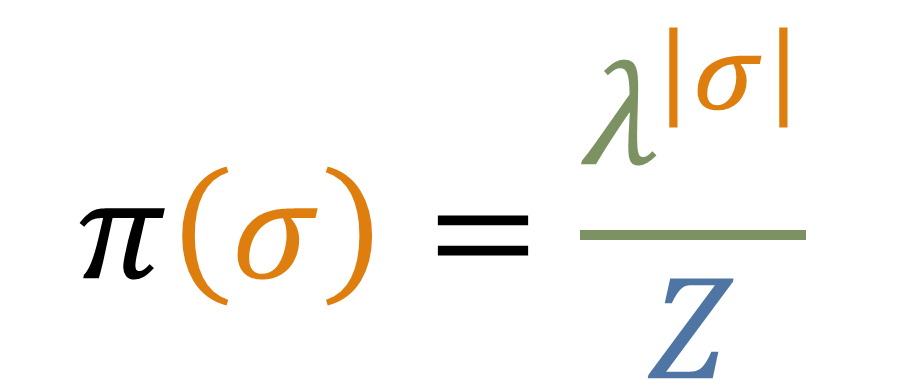 π(σ) = λ^|σ| / Z